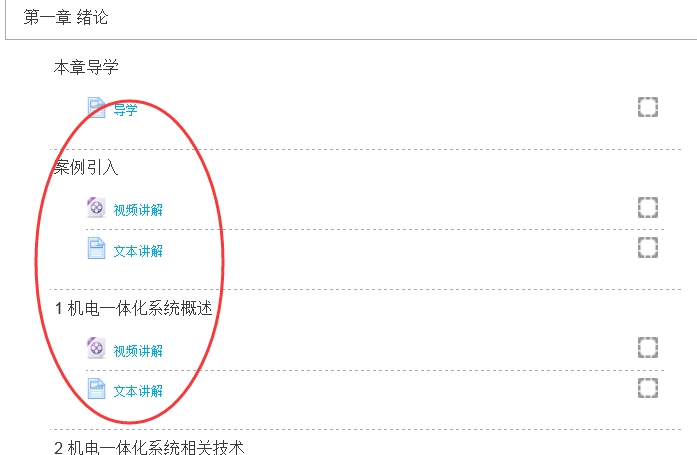 第一章 绪论
本章导学
导学
案例引入
视频讲解
文本讲解
1 机电一体化系统概述
视频讲解
文本讲解
2 机电一体化系统相关技术